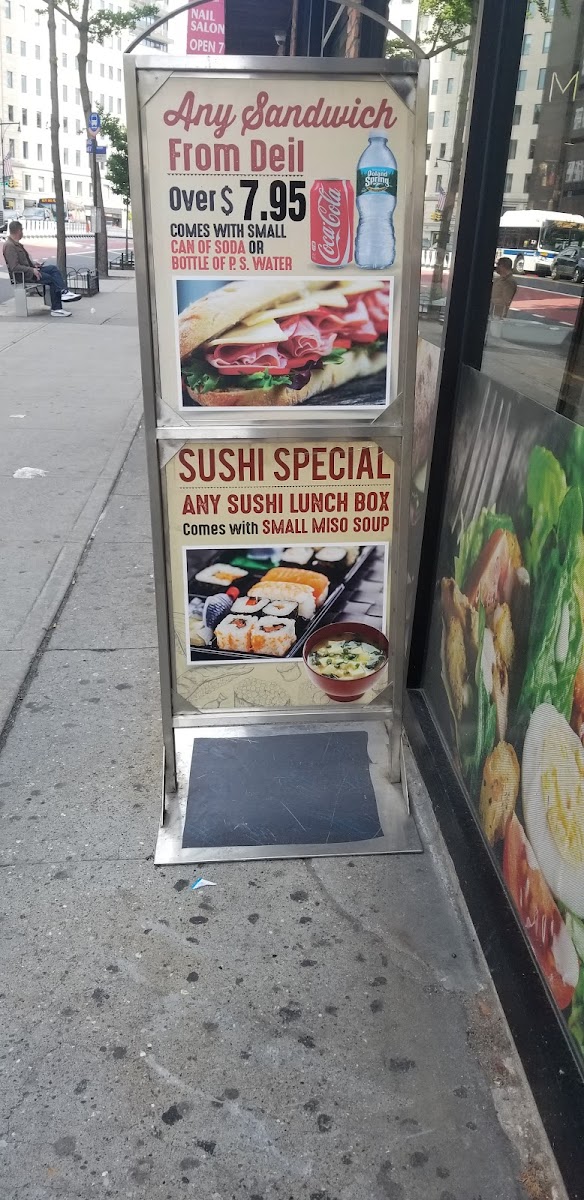 NAIL
SALON
OPEN 7
M
Any Sandwich
From Deil
Over $ 7.95
COMES WITH SMALL
CAN OF SODA OR
BOTTLE OF P. S. WATER
Coca-Cola
Poland
Spring
SUSHI SPECIAL
ANY SUSHI LUNCH BOX
Comes with SMALL MISO SOUP